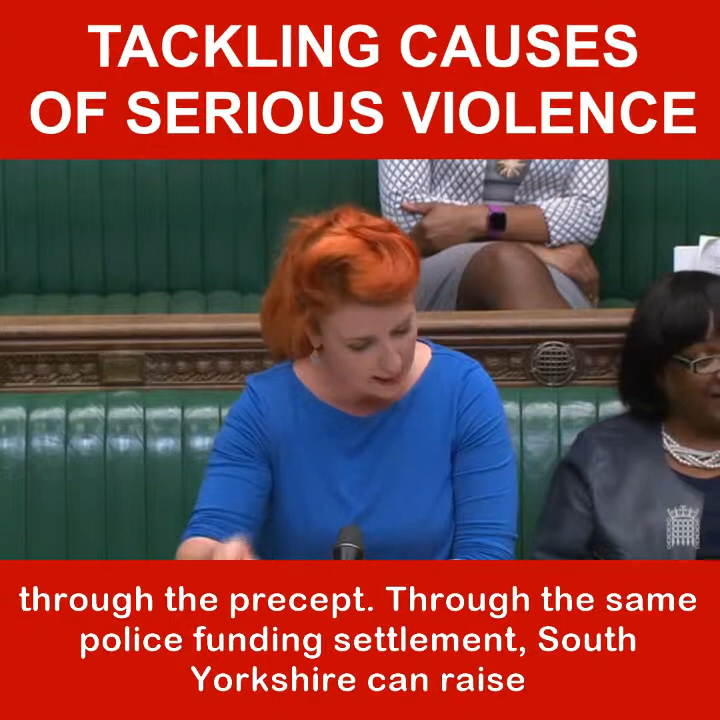 TACKLING CAUSES
OF SERIOUS VIOLENCE
through the precept. Through the same
police funding settlement, South
Yorkshire can raise